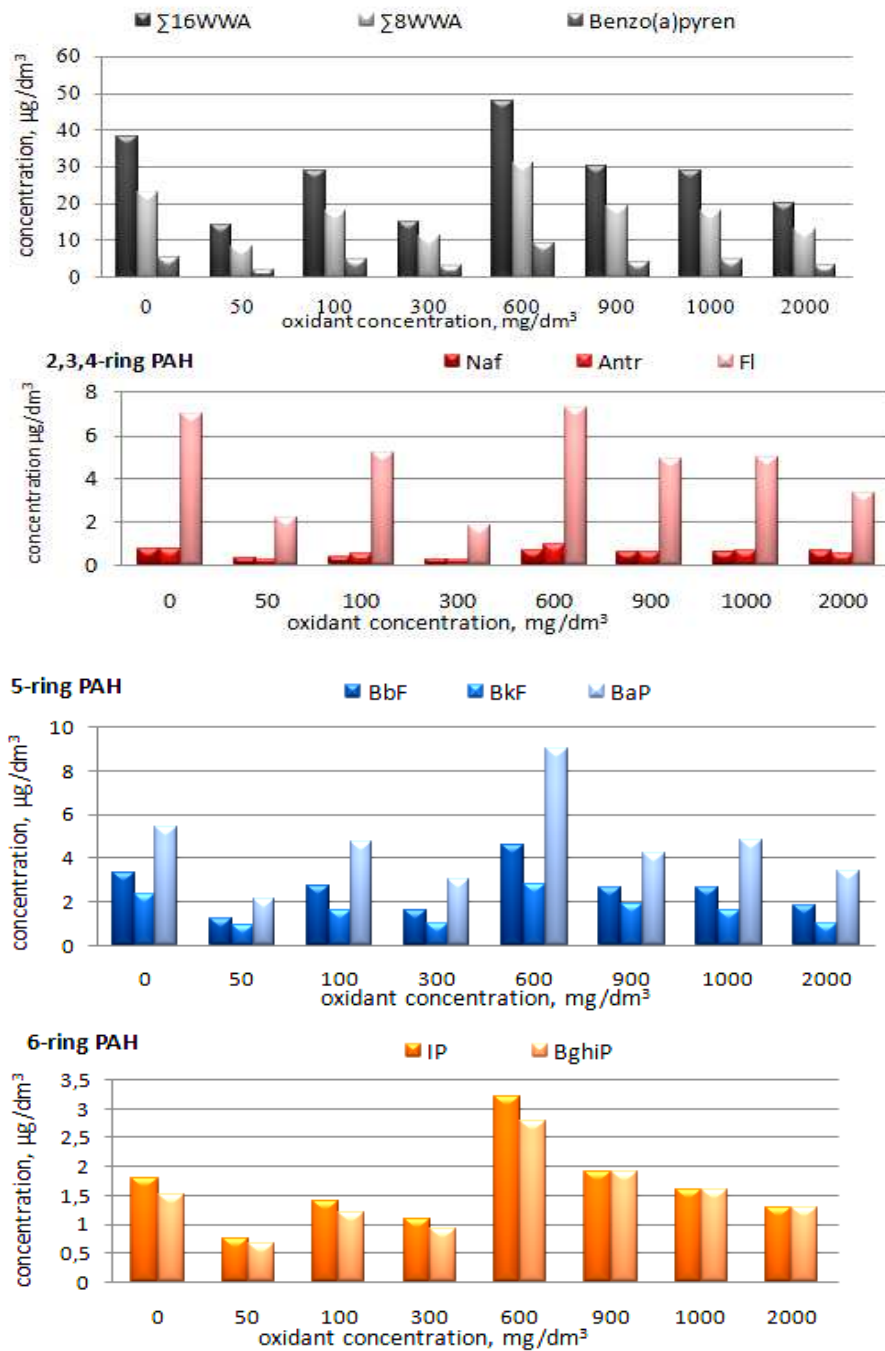 ∑16WWA ∑8WWA Benzo(a)pyren
concentration, µg/dm³
60
50
40
30
20
10
0
0 50 100 300 600 900 1000 2000
oxidant concentration, mg/dm³
2,3,4-ring PAH
Naf Antr Fl
concentration µg/dm³
8
6
4
2
0
0 50 100 300 600 900 1000 2000
oxidant concentration, mg/dm³
5-ring PAH
BbF BkF BaP
concentration, µg/dm³
10
8
6
4
2
0
0 50 100 300 600 900 1000 2000
oxidant concentration, mg/dm³
6-ring PAH
IP BghiP
concentration, µg/dm³
3,5
3
2,5
2
1,5
1
0,5
0
0 50 100 300 600 900 1000 2000
oxidant concentration, mg/dm³